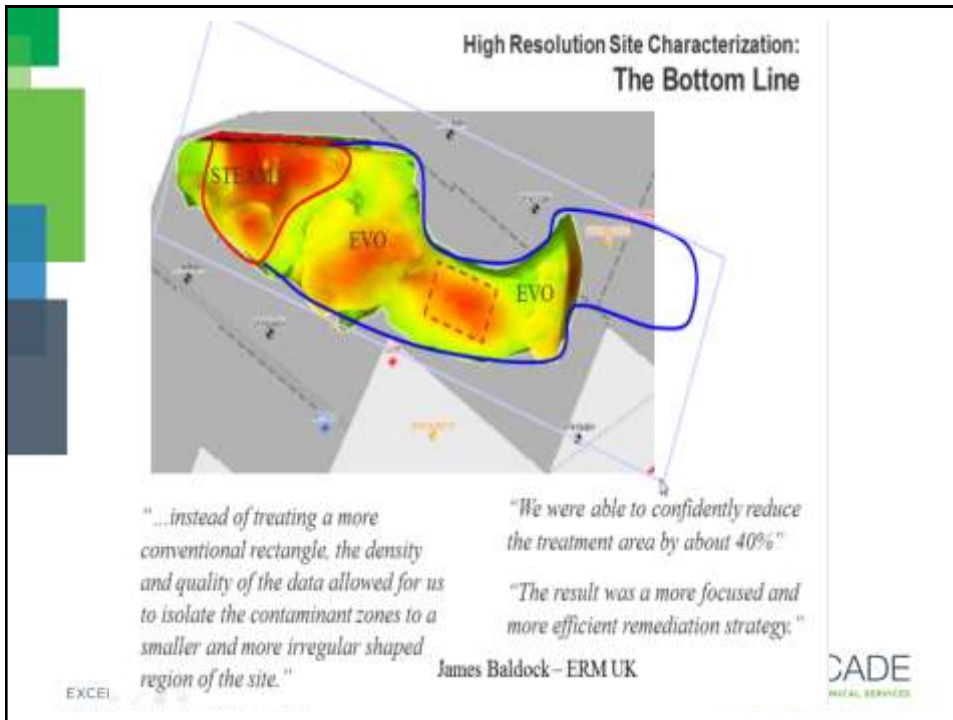 High Resolution Site Characterization:
The Bottom Line
STEAM
EVO
EVO
"...instead of treating a more
conventional rectangle, the density
and quality of the data allowed for us
to isolate the contaminant zones to a
smaller and more irregular shaped
region of the site."
"We were able to confidently reduce
the treatment area by about 40%"
"The result was a more focused and
more efficient remediation strategy."
James Baldock – ERM UK
EXCEL
CADE
NICAL SERVICES